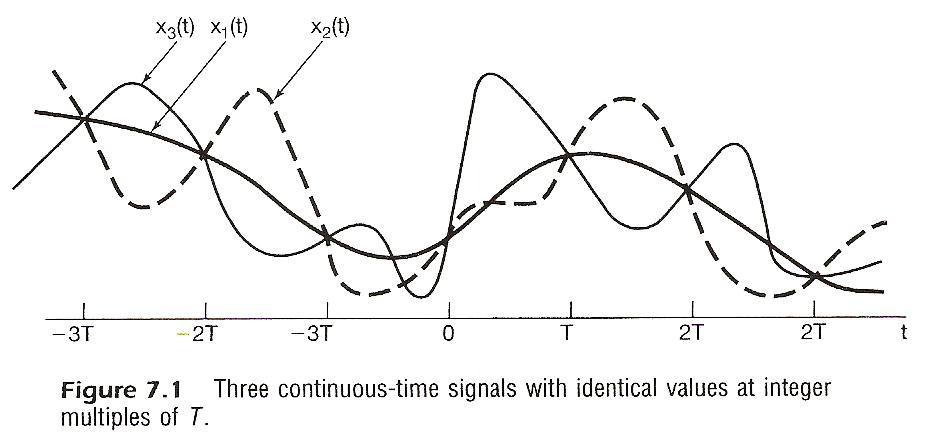 x₃(t) x₁(t) x₂(t)
−3T −2T −3T 0 T 2T 2T t
Figure 7.1 Three continuous-time signals with identical values at integer
multiples of T.